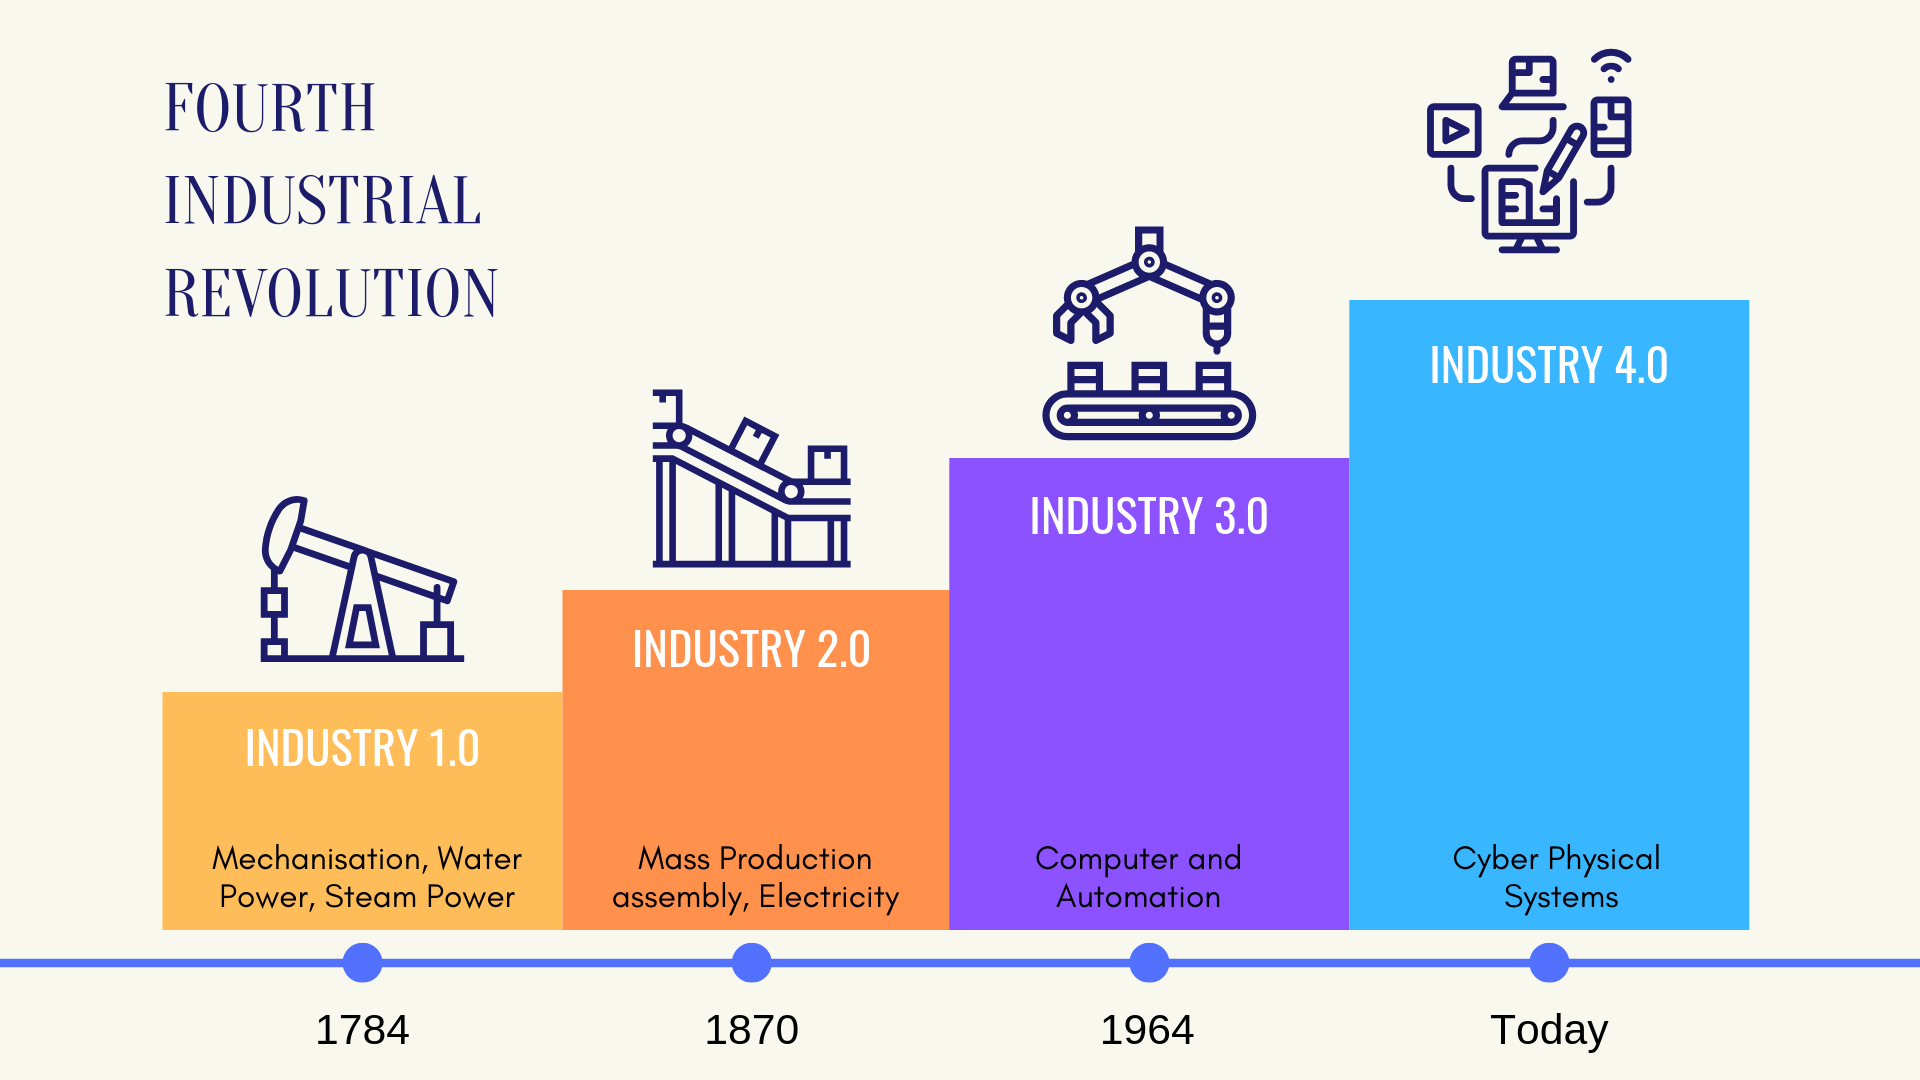 FOURTH
INDUSTRIAL
REVOLUTION
INDUSTRY 1.0
Mechanisation, Water
Power, Steam Power
1784
INDUSTRY 2.0
Mass Production
assembly, Electricity
1870
INDUSTRY 3.0
Computer and
Automation
1964
INDUSTRY 4.0
Cyber Physical
Systems
Today